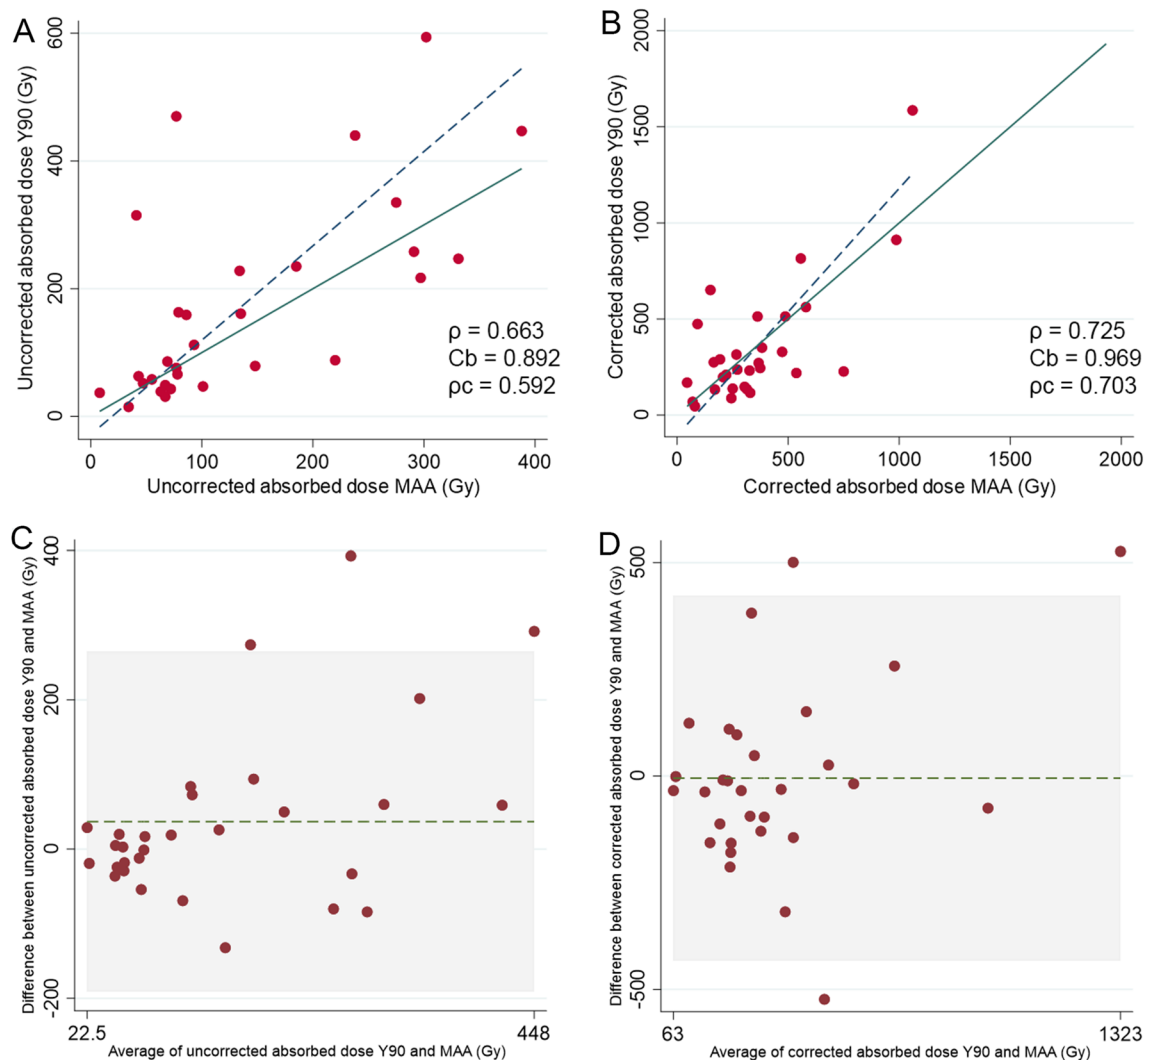 A
Uncorrected absorbed dose Y90 (Gy)
600
400
200
0
0 100 200 300 400
Uncorrected absorbed dose MAA (Gy)
ρ = 0.663
Cb = 0.892
ρc = 0.592
B
Corrected absorbed dose Y90 (Gy)
2000
1500
1000
500
0
0 500 1000 1500 2000
Corrected absorbed dose MAA (Gy)
ρ = 0.725
Cb = 0.969
ρc = 0.703
C
Difference between uncorrected absorbed dose Y90 and MAA (Gy)
400
200
0
-200
22.5 448
Average of uncorrected absorbed dose Y90 and MAA (Gy)
D
Difference between corrected absorbed dose Y90 and MAA (Gy)
500
0
-500
63 1323
Average of corrected absorbed dose Y90 and MAA (Gy)